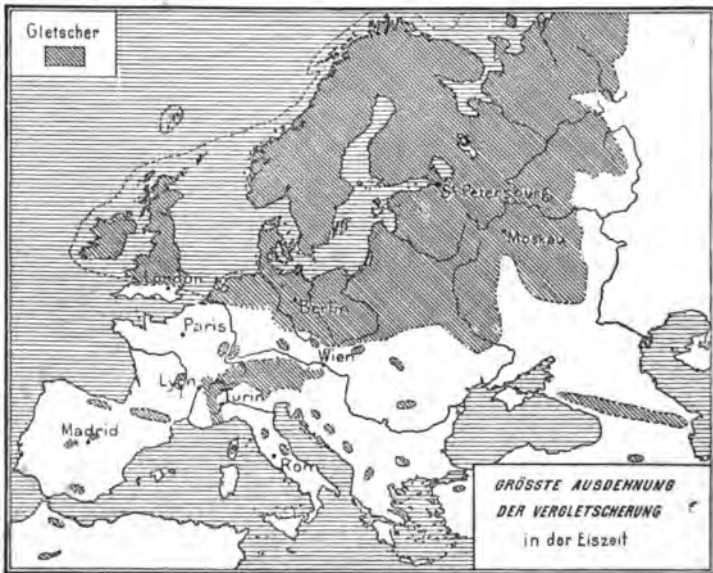 Gletscher
St. Petersburg
Moskau
London
Berlin
Paris
Wien
Lyon
Turin
Madrid
Rom
GRÖSSTE AUSDEHNUNG
DER VERGLETSCHERUNG
in der Eiszeit